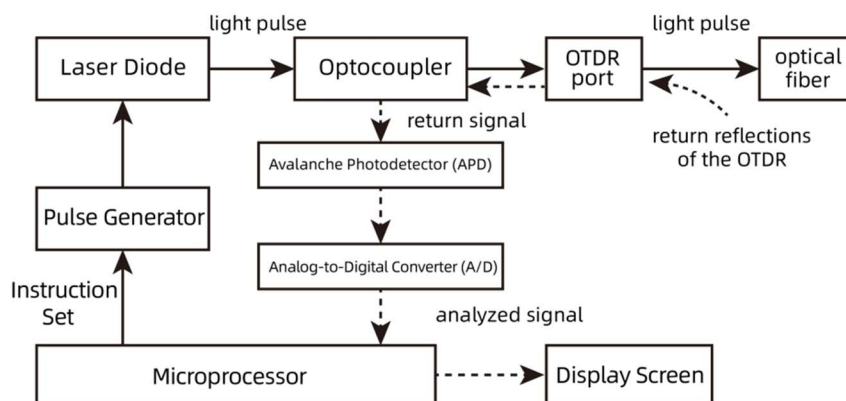 light pulse
light pulse
Laser Diode
Optocoupler
OTDR
port
optical
fiber
return signal
return reflections
of the OTDR
Avalanche Photodetector (APD)
Pulse Generator
Analog-to-Digital Converter (A/D)
Instruction
Set
analyzed signal
Microprocessor
Display Screen